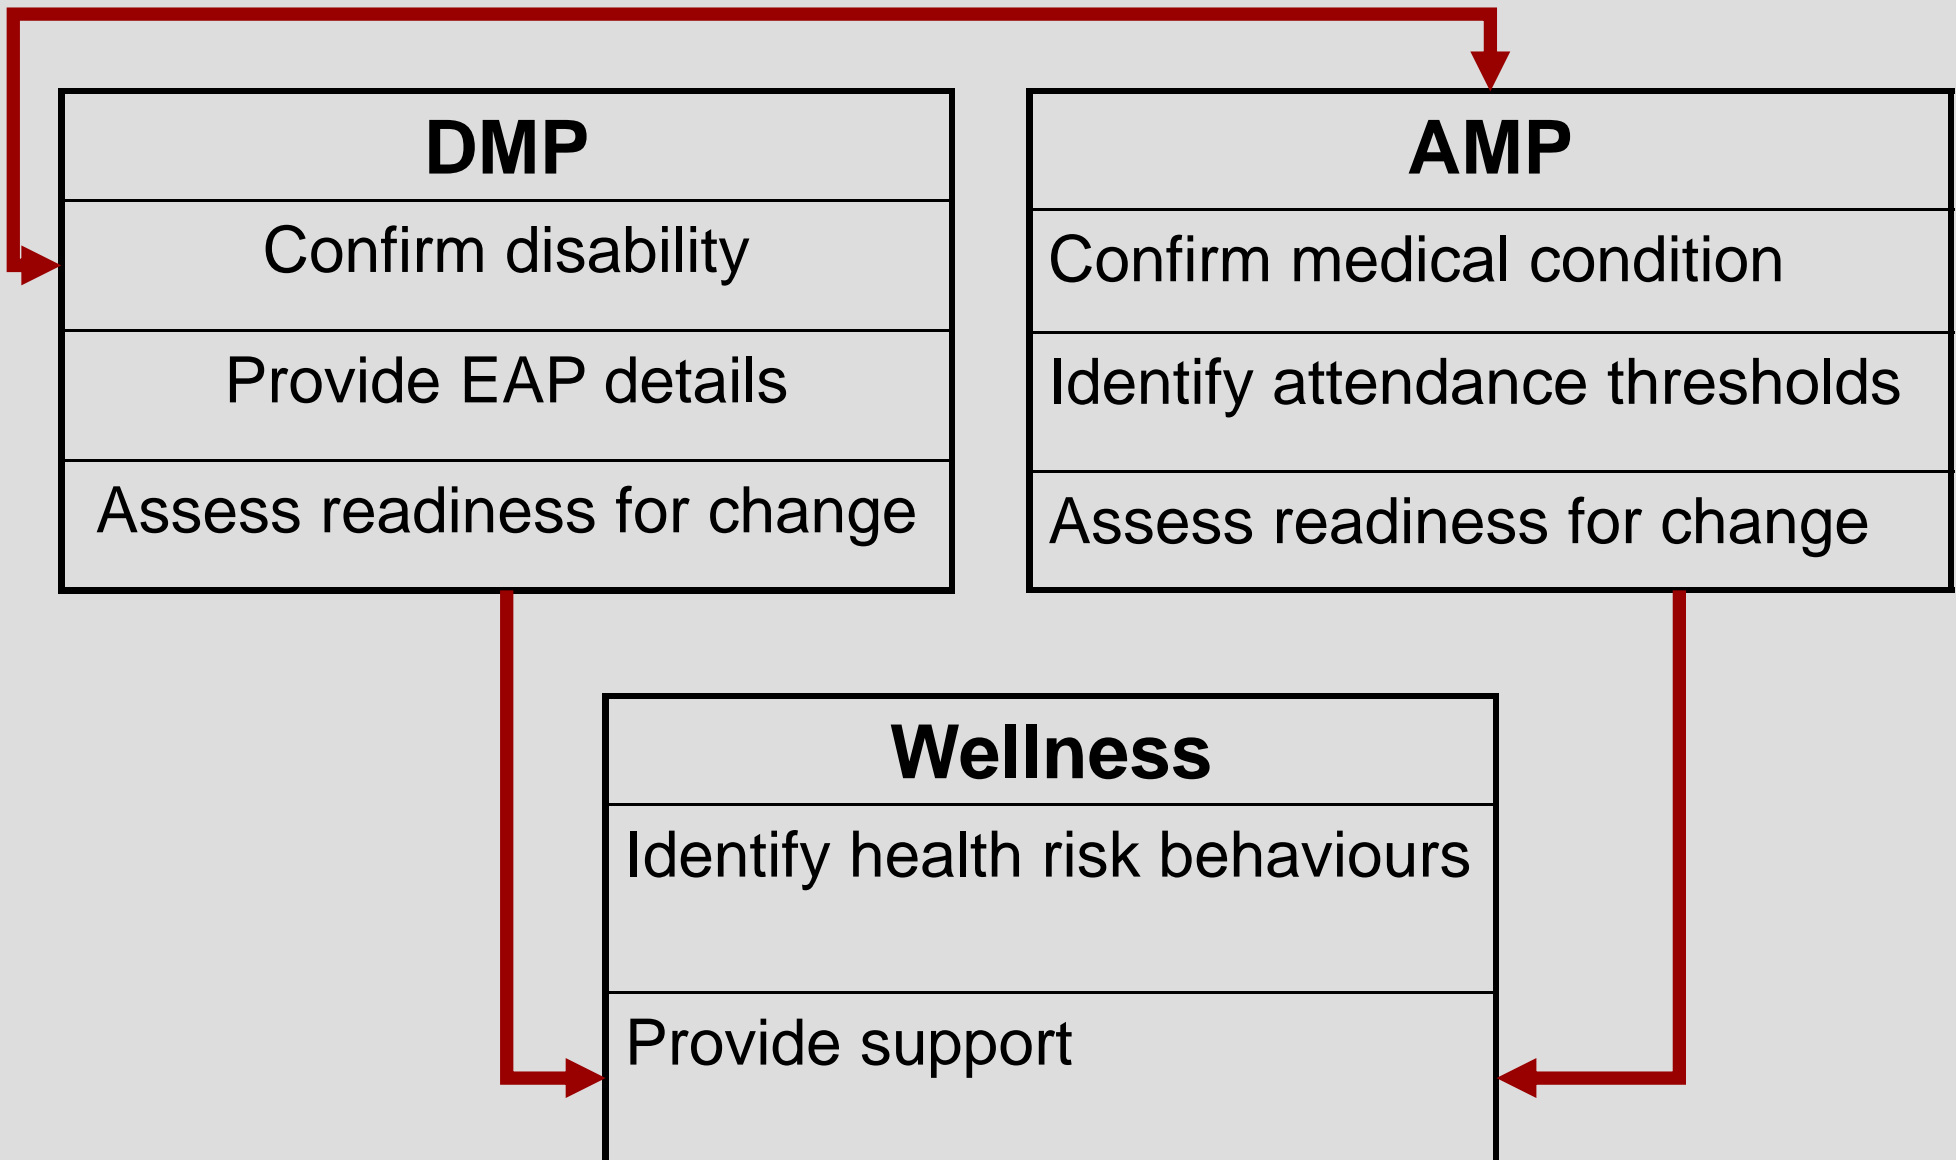 DMP
Confirm disability
Provide EAP details
Assess readiness for change
AMP
Confirm medical condition
Identify attendance thresholds
Assess readiness for change
Wellness
Identify health risk behaviours
Provide support